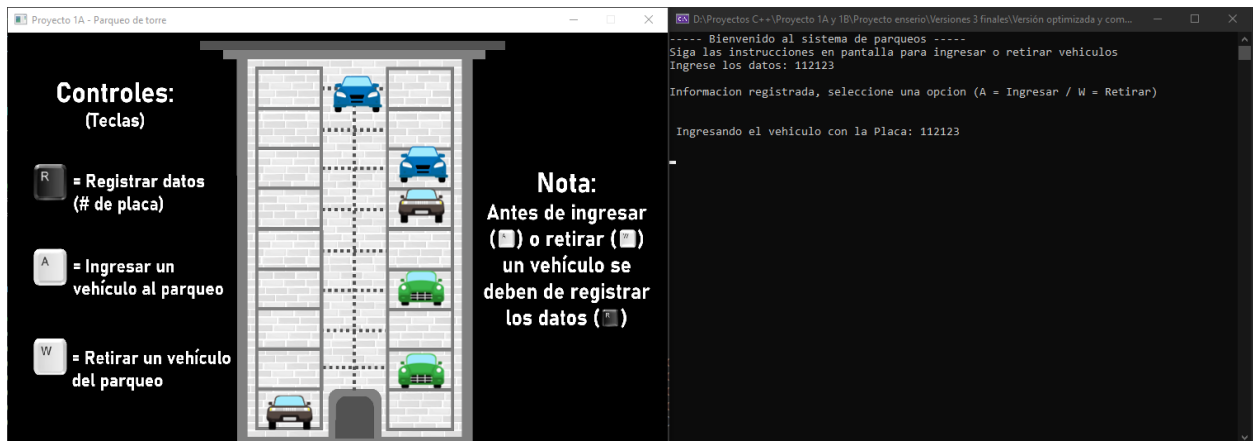 Proyecto 1A - Parqueo de torre
Controles:
(Teclas)
R
= Registrar datos
(# de placa)
A
= Ingresar un
vehículo al parqueo
W
= Retirar un vehículo
del parqueo
Nota:
Antes de ingresar
(A) o retirar (W)
un vehículo se
deben de registrar
los datos (R)
D:\Proyectos C++\Proyecto 1A y 1B\Proyecto enserio\Versiones 3 finales\Versión optimizada y com...
----- Bienvenido al sistema de parqueos -----
Siga las instrucciones en pantalla para ingresar o retirar vehiculos
Ingrese los datos: 112123
Informacion registrada, seleccione una opcion (A = Ingresar / W = Retirar)
Ingresando el vehiculo con la Placa: 112123